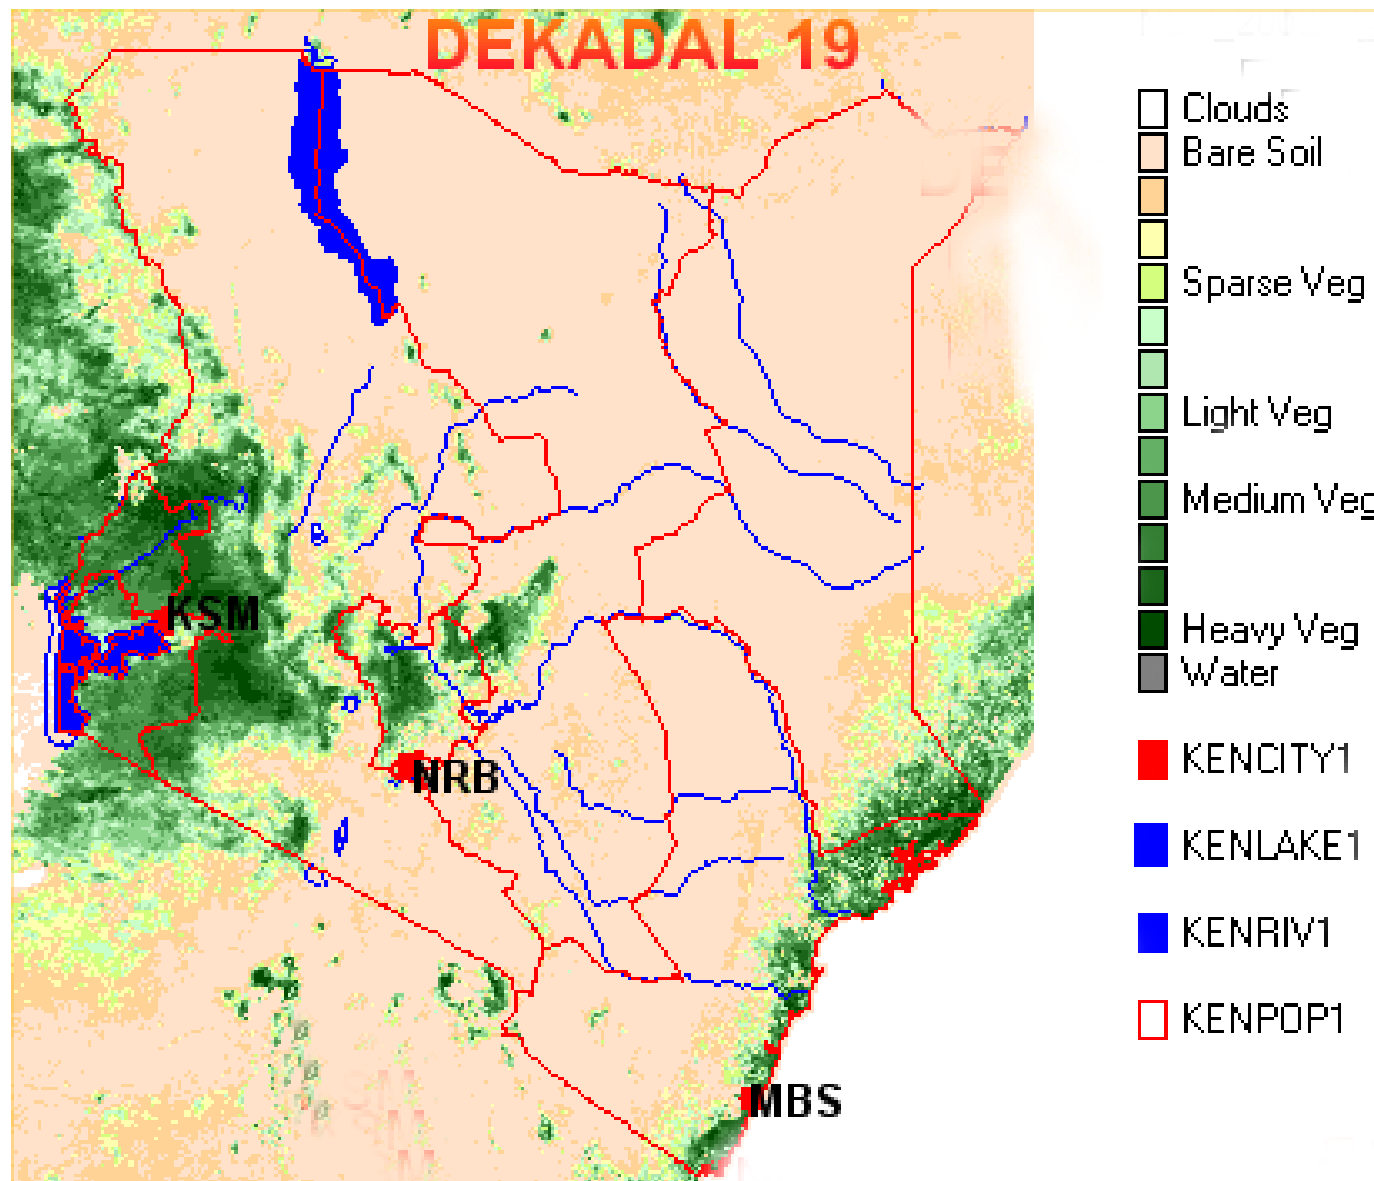 DEKADAL 19
Clouds
Bare Soil
Sparse Veg
Light Veg
Medium Veg
Heavy Veg
Water
KENCITY1
KENLAKE1
KENRIV1
KENPOP1
KSM
NRB
MBS